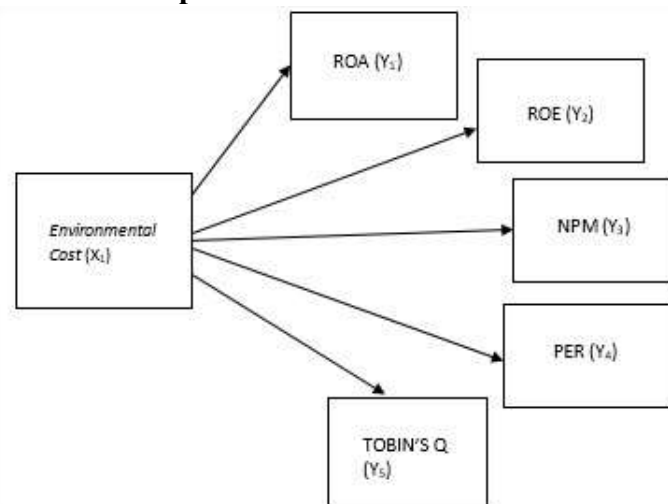 ROA (Y₁)
ROE (Y₂)
Environmental
Cost (X₁)
NPM (Y₃)
PER (Y₄)
TOBIN'S Q
(Y₅)